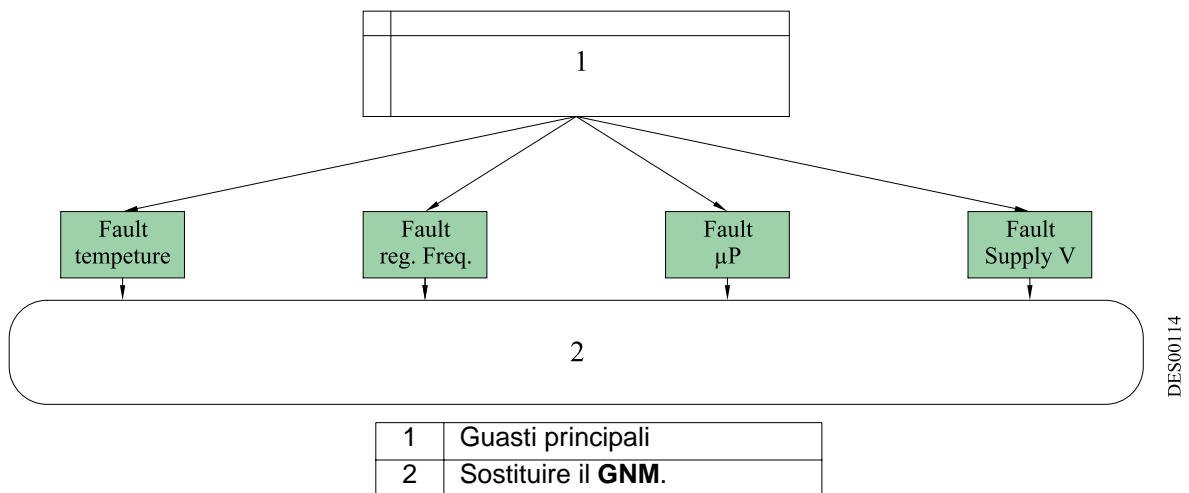 1
Fault
tempeture
Fault
reg. Freq.
Fault
µP
Fault
Supply V
2
DES00114
1 Guasti principali
2 Sostituire il GNM.